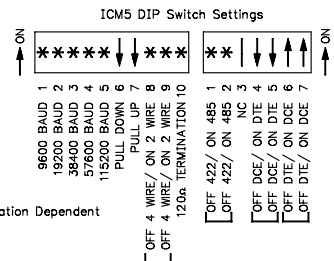 ICM5 DIP Switch Settings
ON
ON
9600 BAUD 1
19200 BAUD 2
38400 BAUD 3
57600 BAUD 4
115200 BAUD 5
PULL DOWN 6
PULL UP 7
OFF 4 WIRE/ ON 2 WIRE 8
OFF 4 WIRE/ ON 2 WIRE 9
120Ω TERMINATION 10
OFF 422/ ON 485 1
OFF 422/ ON 485 2
NC 3
OFF DCE/ ON DTE 4
OFF DCE/ ON DTE 5
OFF DTE/ ON DCE 6
OFF DTE/ ON DCE 7
ation Dependent